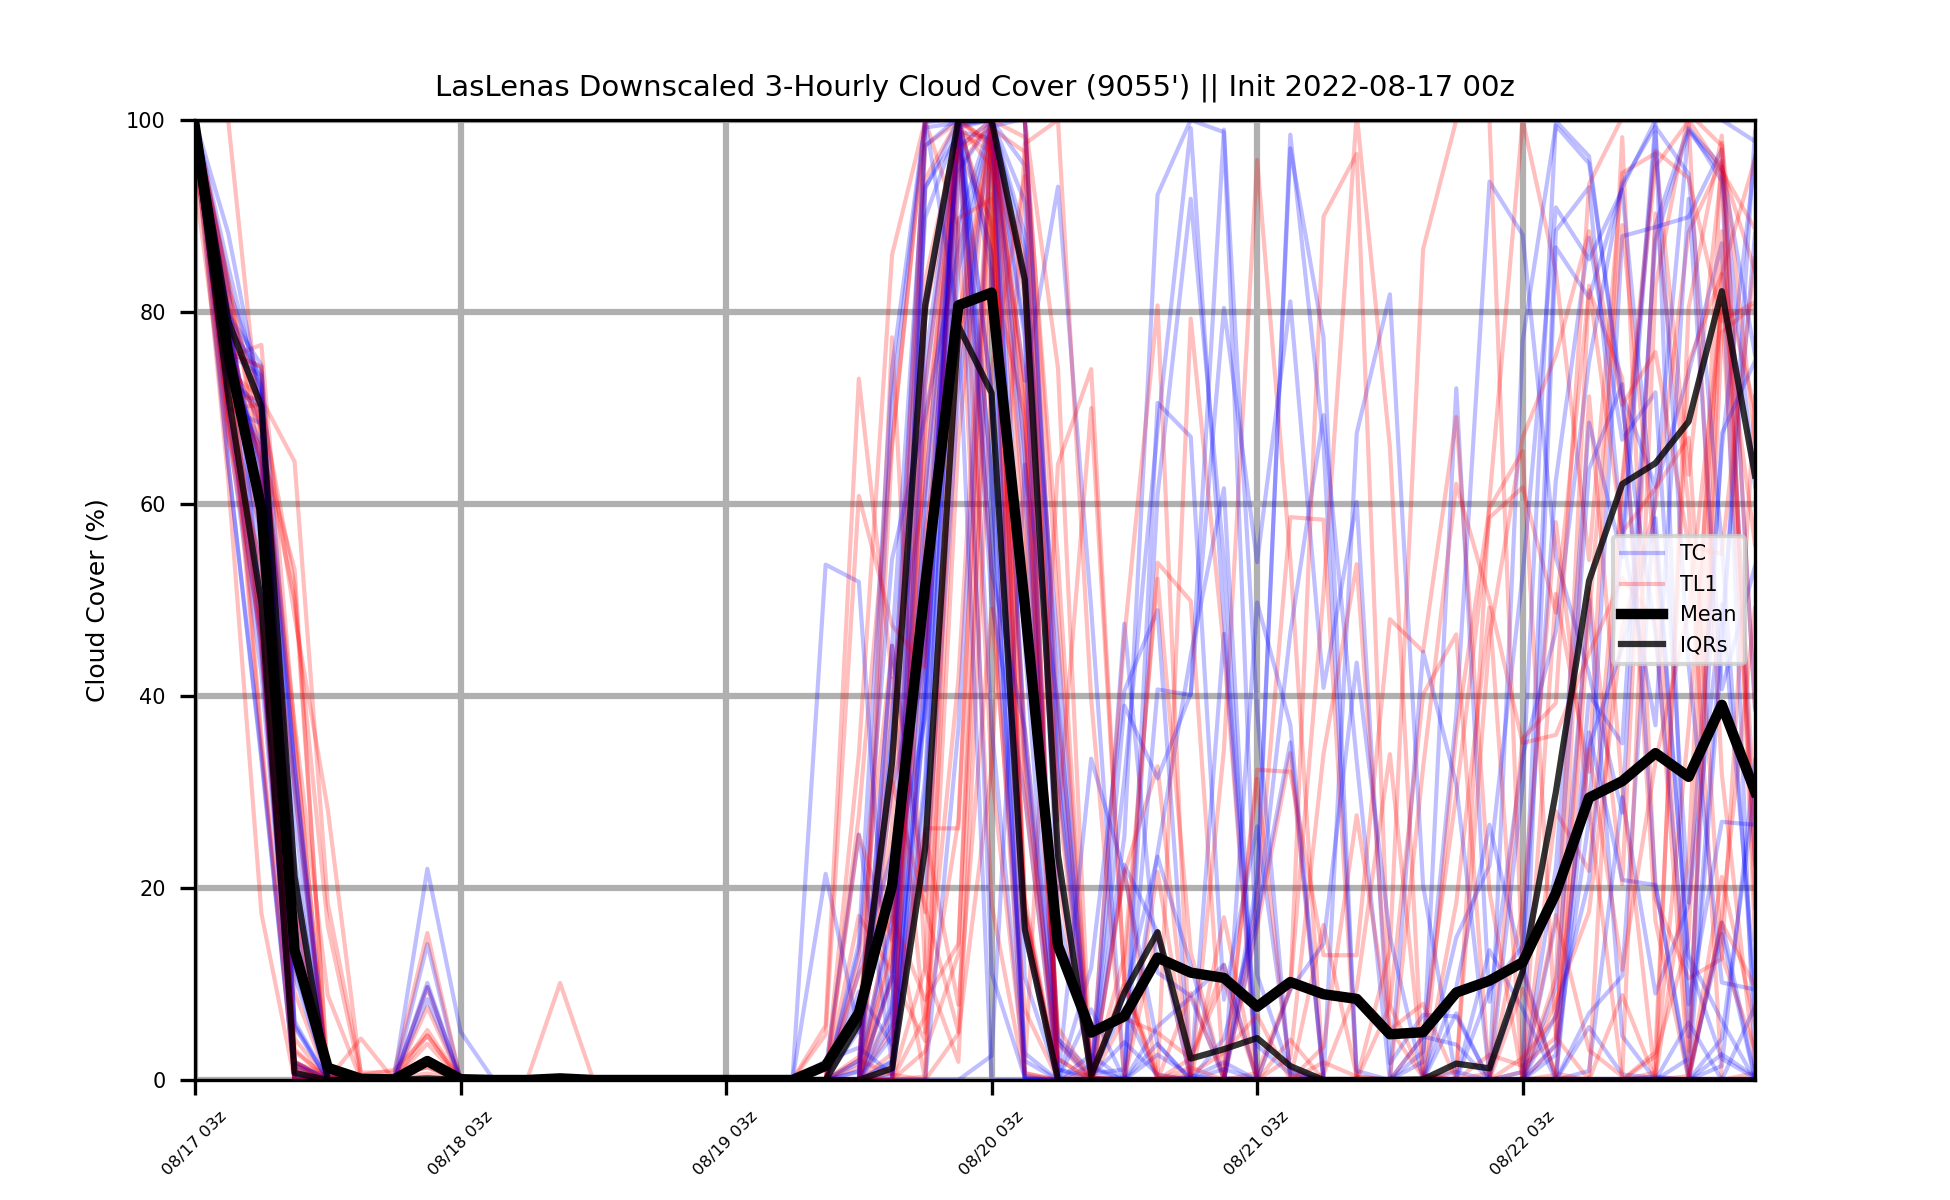 LasLenas Downscaled 3-Hourly Cloud Cover (9055') || Init 2022-08-17 00z
Cloud Cover (%)
100
80
60
40
20
0
TC
TL1
Mean
IQRs
08/17 03z
08/18 03z
08/19 03z
08/20 03z
08/21 03z
08/22 03z